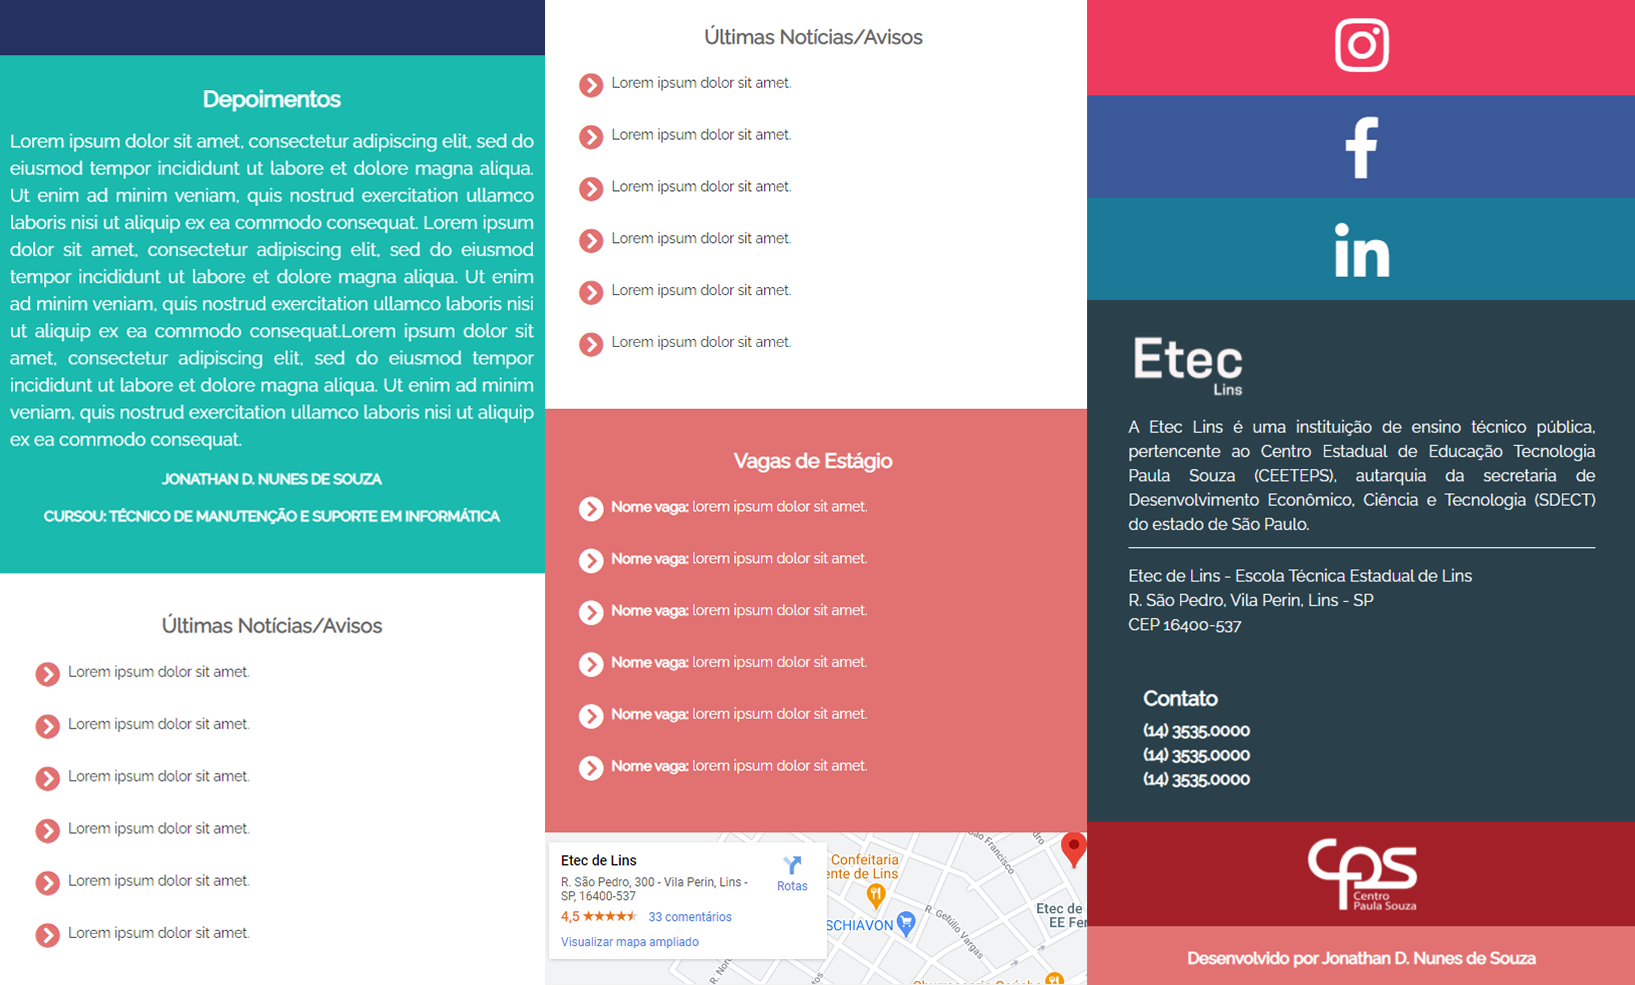 Depoimentos
Lorem ipsum dolor sit amet, consectetur adipiscing elit, sed do
eiusmod tempor incididunt ut labore et dolore magna aliqua.
Ut enim ad minim veniam, quis nostrud exercitation ullamco
laboris nisi ut aliquip ex ea commodo consequat. Lorem ipsum
dolor sit amet, consectetur adipiscing elit, sed do eiusmod
tempor incididunt ut labore et dolore magna aliqua. Ut enim
ad minim veniam, quis nostrud exercitation ullamco laboris nisi
ut aliquip ex ea commodo consequat.Lorem ipsum dolor sit
amet, consectetur adipiscing elit, sed do eiusmod tempor
incididunt ut labore et dolore magna aliqua. Ut enim ad minim
veniam, quis nostrud exercitation ullamco laboris nisi ut aliquip
ex ea commodo consequat.
JONATHAN D. NUNES DE SOUZA
CURSOU: TÉCNICO DE MANUTENÇÃO E SUPORTE EM INFORMÁTICA
Últimas Notícias/Avisos
Lorem ipsum dolor sit amet.
Lorem ipsum dolor sit amet.
Lorem ipsum dolor sit amet.
Lorem ipsum dolor sit amet.
Lorem ipsum dolor sit amet.
Lorem ipsum dolor sit amet.
Últimas Notícias/Avisos
Lorem ipsum dolor sit amet.
Lorem ipsum dolor sit amet.
Lorem ipsum dolor sit amet.
Lorem ipsum dolor sit amet.
Lorem ipsum dolor sit amet.
Lorem ipsum dolor sit amet.
Vagas de Estágio
Nome vaga: lorem ipsum dolor sit amet.
Nome vaga: lorem ipsum dolor sit amet.
Nome vaga: lorem ipsum dolor sit amet.
Nome vaga: lorem ipsum dolor sit amet.
Nome vaga: lorem ipsum dolor sit amet.
Nome vaga: lorem ipsum dolor sit amet.
Etec de Lins
R. São Pedro, 300 - Vila Perin, Lins -
SP, 16400-537
4,5 33 comentários
Visualizar mapa ampliado
Rotas
Confeitaria
ente de Lins
São Francisco
SCHIAVON
R. Getúlio Vargas
Etec de
EE Fer
in
Etec
Lins
A Etec Lins é uma instituição de ensino técnico pública,
pertencente ao Centro Estadual de Educação Tecnologia
Paula Souza (CEETEPS), autarquia da secretaria de
Desenvolvimento Econômico, Ciência e Tecnologia (SDECT)
do estado de São Paulo.
Etec de Lins - Escola Técnica Estadual de Lins
R. São Pedro, Vila Perin, Lins - SP
CEP 16400-537
Contato
(14) 3535.0000
(14) 3535.0000
(14) 3535.0000
cps
Centro
Paula Souza
Desenvolvido por Jonathan D. Nunes de Souza